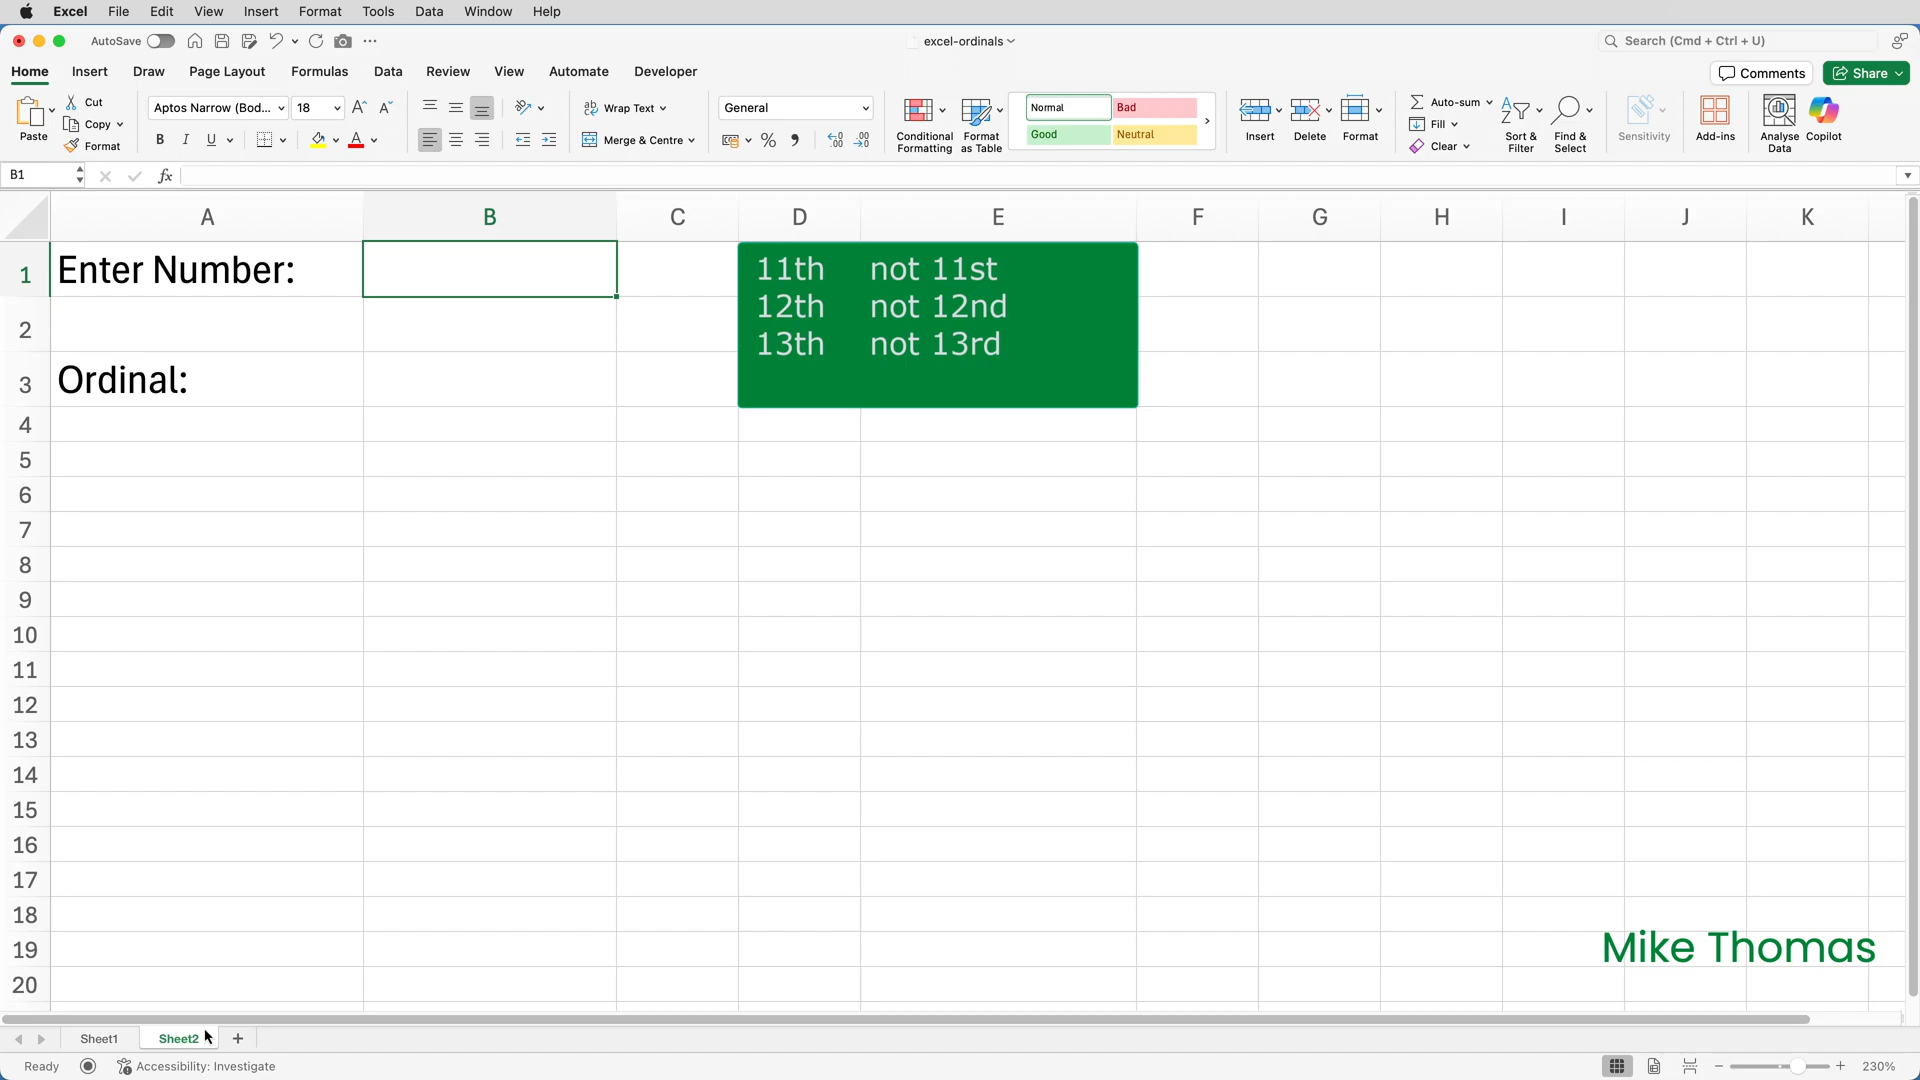 Excel File Edit View Insert Format Tools Data Window Help
AutoSave excel-ordinals Search (Cmd + Ctrl + U)
Home Insert Draw Page Layout Formulas Data Review View Automate Developer Comments Share
Paste Cut Copy Format
Aptos Narrow (Bod... 18
B I U
Wrap Text
Merge & Centre
General
Conditional Formatting
Format as Table
Normal Bad
Good Neutral
Insert Delete Format
Auto-sum
Fill
Clear
Sort & Filter
Find & Select
Sensitivity
Add-ins
Analyse Data
Copilot
B1 fx
A B C D E F G H I J K
1 Enter Number: 11th not 11st
2 12th not 12nd
13th not 13rd
3 Ordinal:
4
5
6
7
8
9
10
11
12
13
14
15
16
17
18
19 Mike Thomas
20
Sheet1 Sheet2 +
Ready Accessibility: Investigate 230%